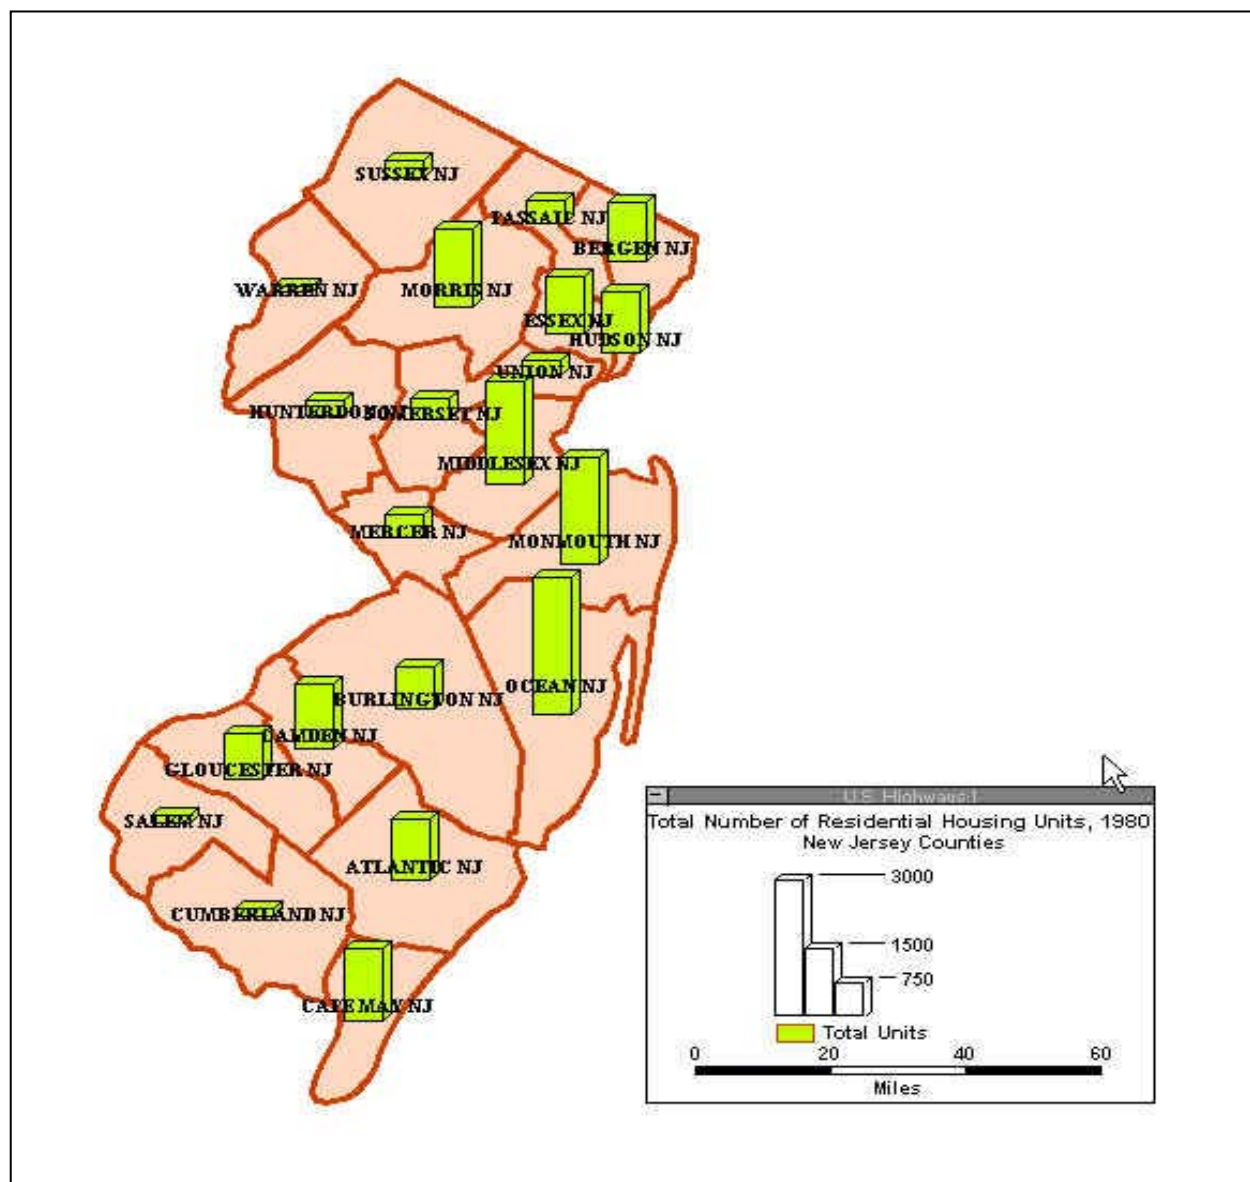 SUSSEX NJ
PASSAIC NJ
BERGEN NJ
WARREN NJ
MORRIS NJ
ESSEX NJ
HUDSON NJ
UNION NJ
HUNTERDON
SOMERSET NJ
MIDDLESEX NJ
MERCER NJ
MONMOUTH NJ
OCEAN NJ
BURLINGTON NJ
CAMDEN NJ
GLOUCESTER NJ
SALEM NJ
ATLANTIC NJ
CUMBERLAND NJ
CAPE MAY NJ
U.S. Highways:1
Total Number of Residential Housing Units, 1980
New Jersey Counties
3000
1500
750
Total Units
0 20 40 60
Miles